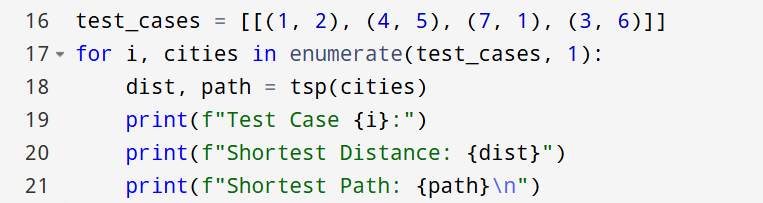 16 test_cases = [[(1, 2), (4, 5), (7, 1), (3, 6)]]
17 for i, cities in enumerate(test_cases, 1):
18     dist, path = tsp(cities)
19     print(f"Test Case {i}:")
20     print(f"Shortest Distance: {dist}")
21     print(f"Shortest Path: {path}\n")